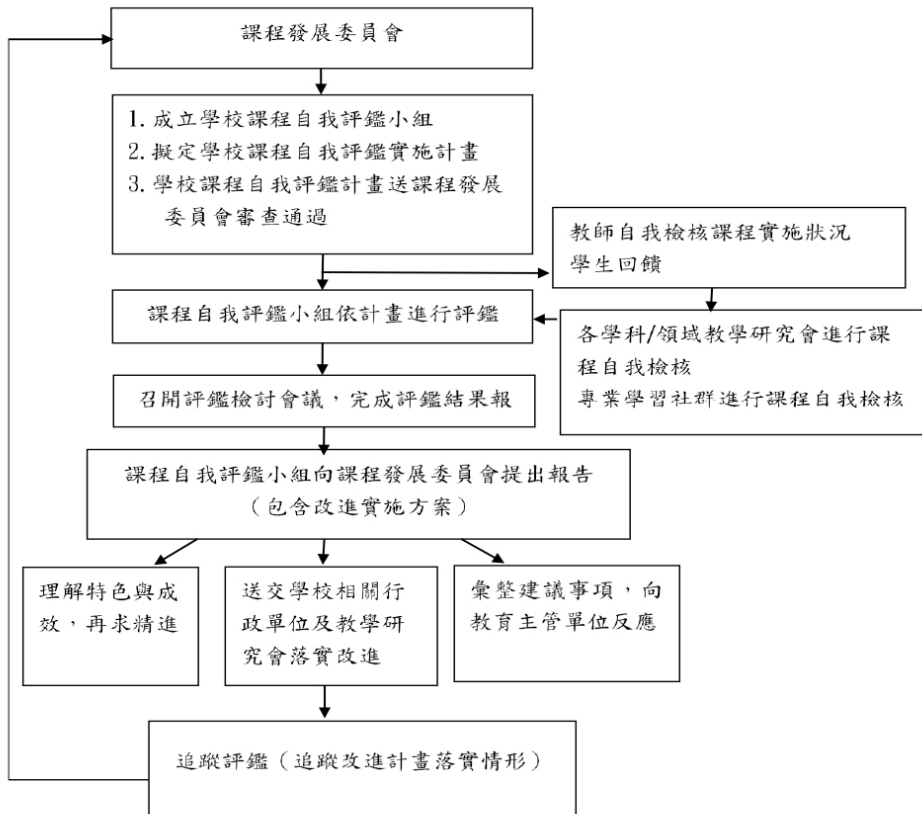 課程發展委員會
1. 成立學校課程自我評鑑小組
2. 擬定學校課程自我評鑑實施計畫
3. 學校課程自我評鑑計畫送課程發展
委員會審查通過
教師自我檢核課程實施狀況
學生回饋
課程自我評鑑小組依計畫進行評鑑
各學科/領域教學研究會進行課
程自我檢核
專業學習社群進行課程自我檢核
召開評鑑檢討會議，完成評鑑結果報
課程自我評鑑小組向課程發展委員會提出報告
（包含改進實施方案）
理解特色與成
效，再求精進
送交學校相關行
政單位及教學研
究會落實改進
彙整建議事項，向
教育主管單位反應
追蹤評鑑（追蹤改進計畫落實情形）